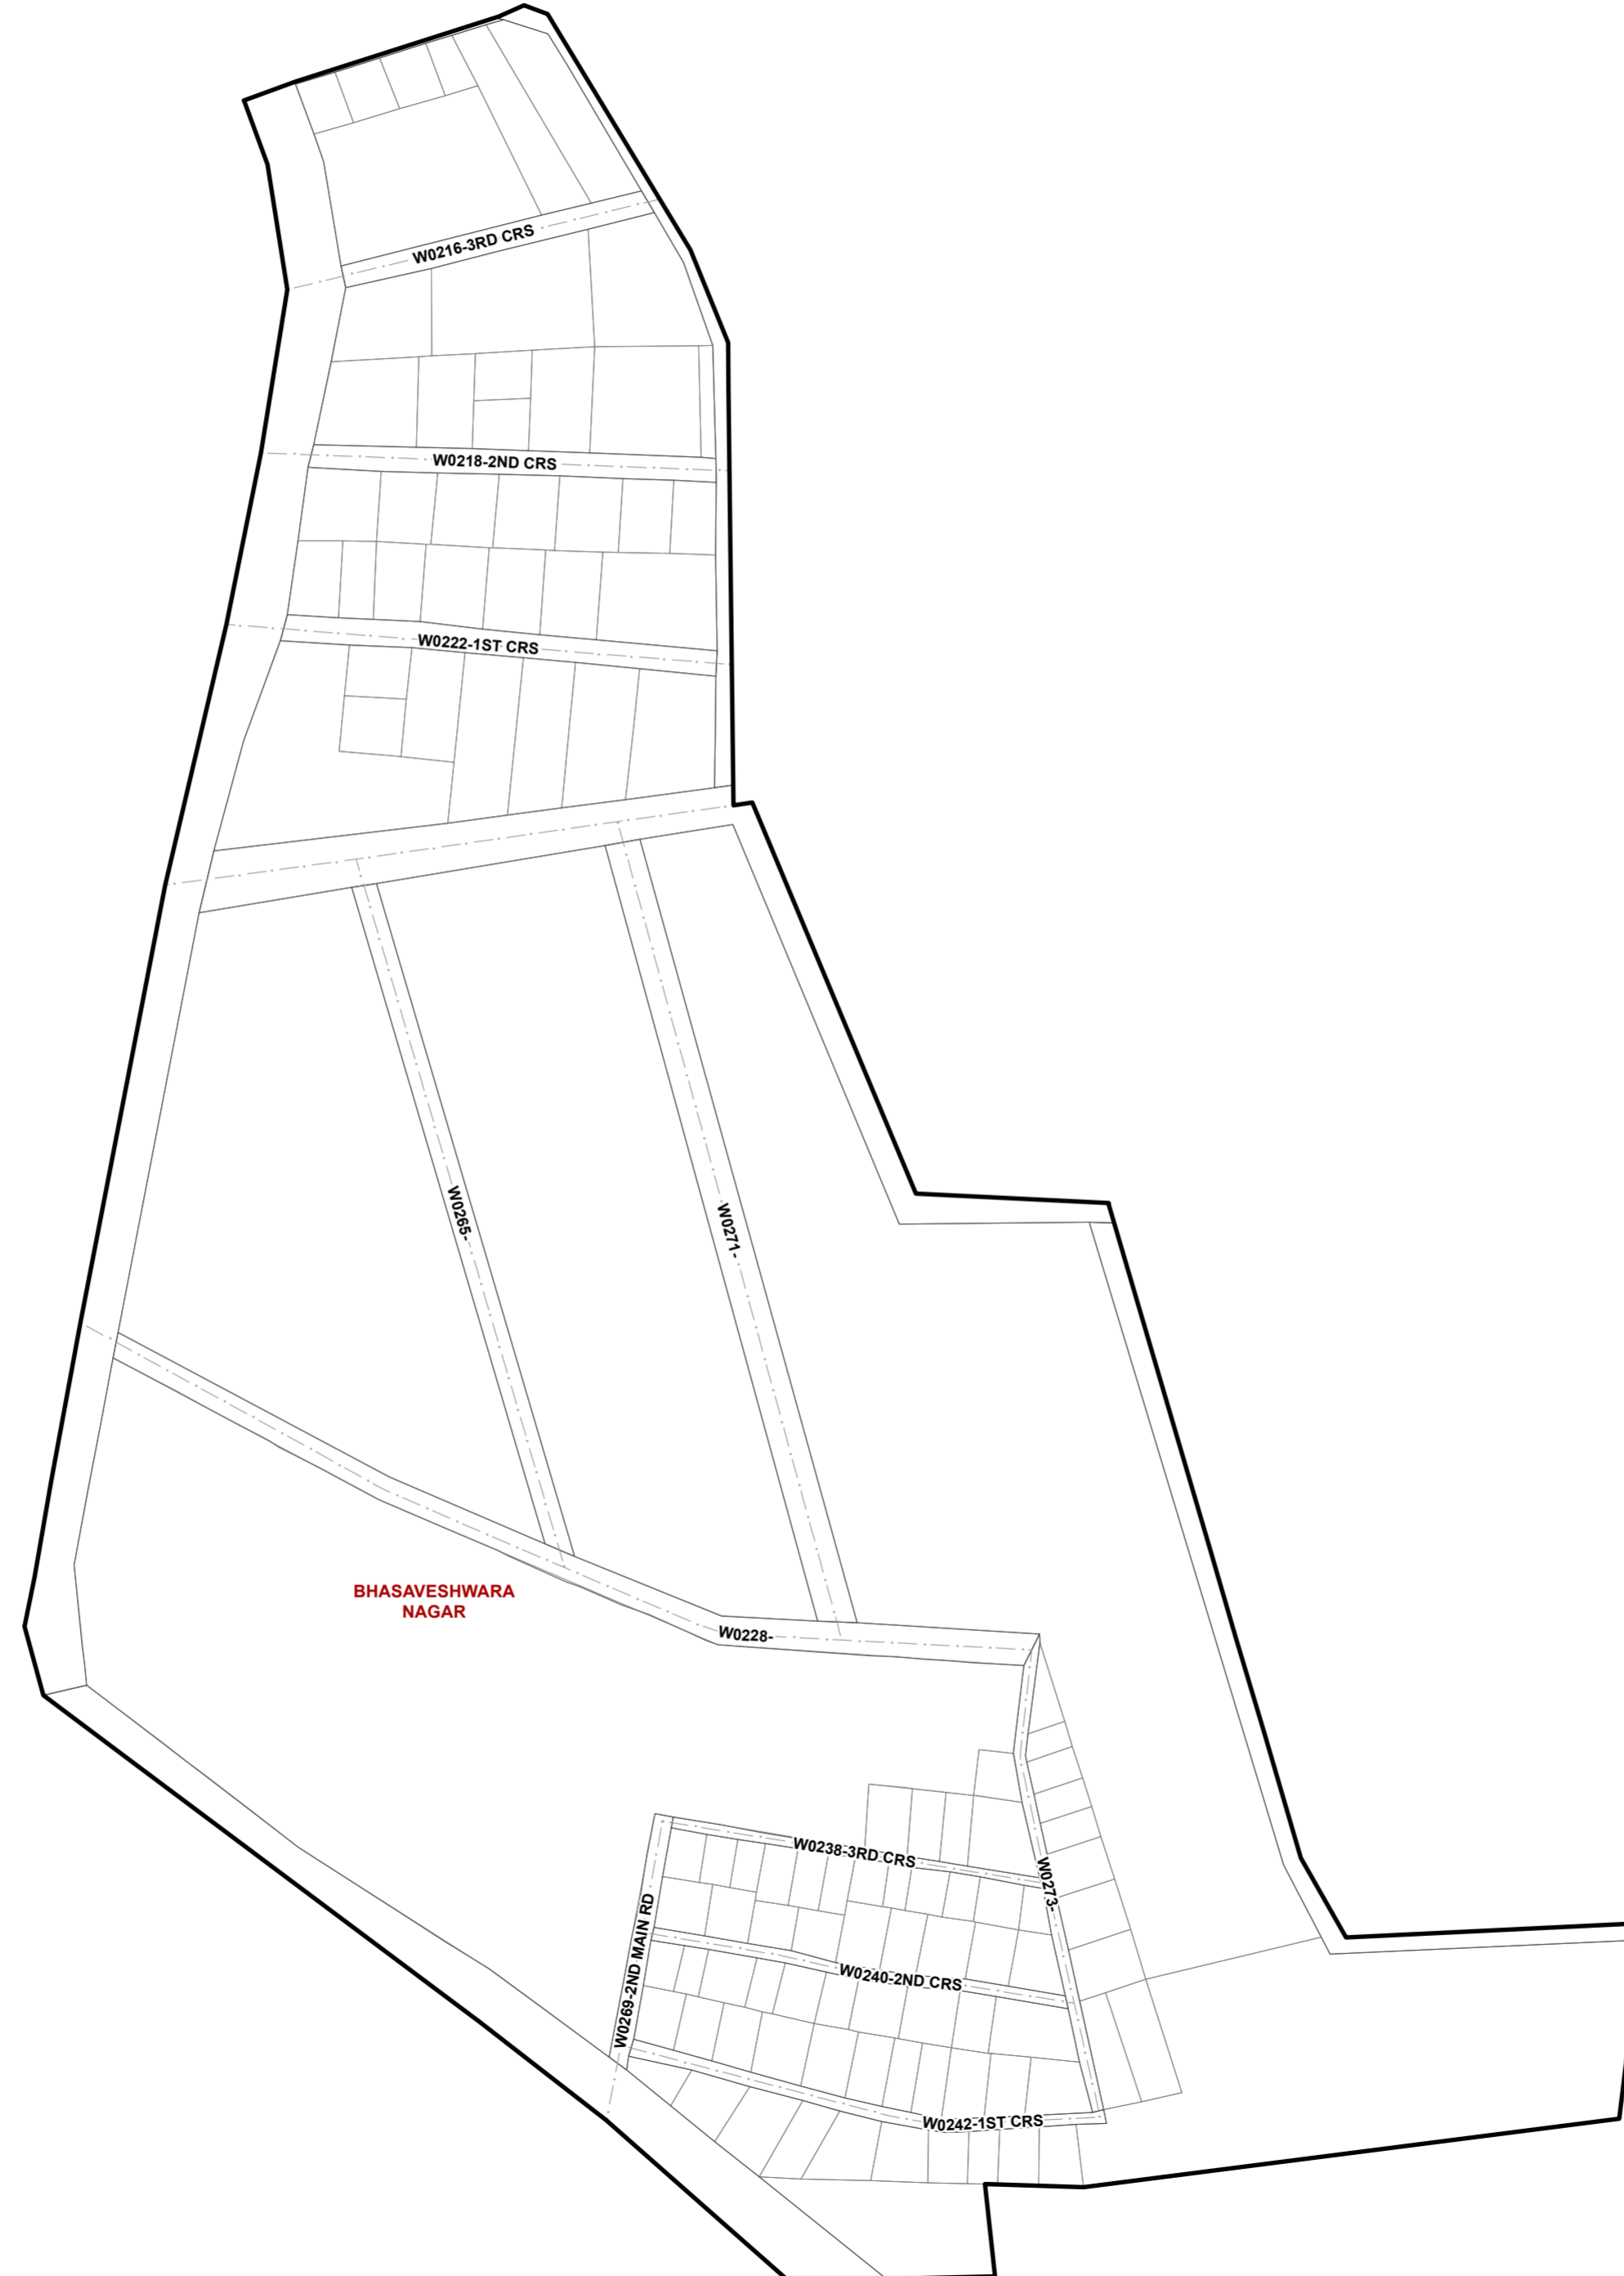 W0216-3RD CRS
W0218-2ND CRS
W0222-1ST CRS
W0265-
W0271-
BHASAVESHWARA
NAGAR
W0228-
W0238-3RD CRS
W0273-
W0269-2ND MAIN RD
W0240-2ND CRS
W0242-1ST CRS